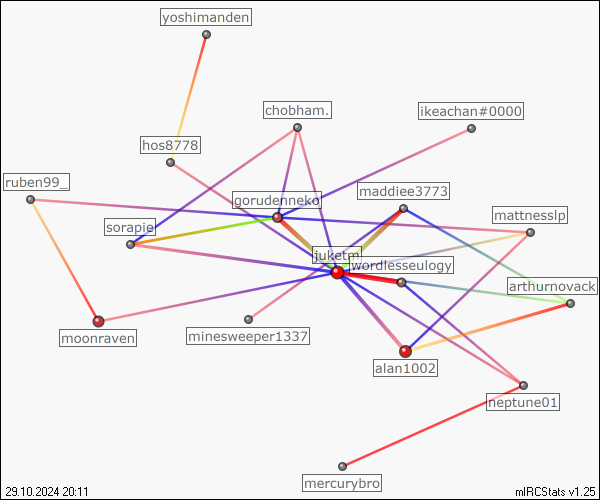 yoshimanden
chobham.
ikeachan#0000
hos8778
ruben99_
maddiee3773
gorudenneko
mattnesslp
sorapie
juketml
wordlesseulogy
arthurnovack
minesweeper1337
moonraven
alan1002
neptune01
mercurybro
29.10.2024 20:11
mIRCStats v1.25